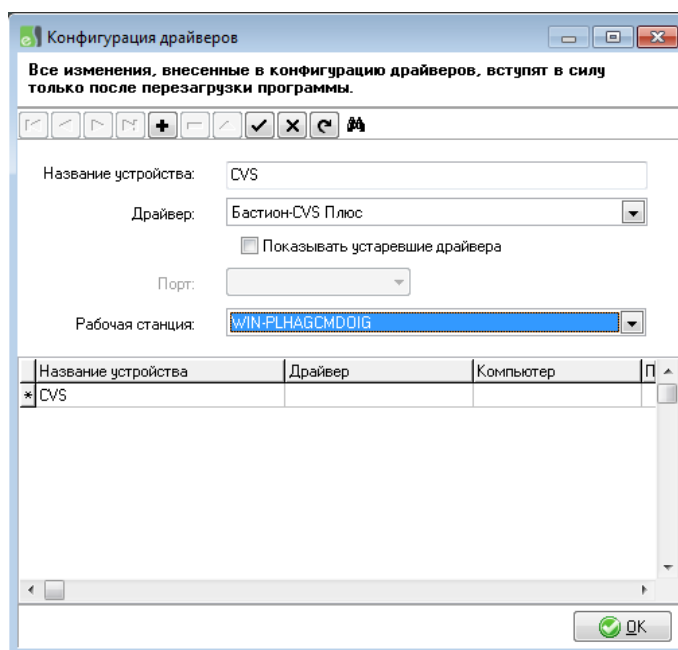 Конфигурация драйверов
Все изменения, внесенные в конфигурацию драйверов, вступят в силу
только после перезагрузки программы.
Название устройства: CVS
Драйвер: Бастион-CVS Плюс
Показывать устаревшие драйвера
Порт:
Рабочая станция: WIN-PLHAGCMDOIG
Название устройства Драйвер Компьютер П
* CVS
OK